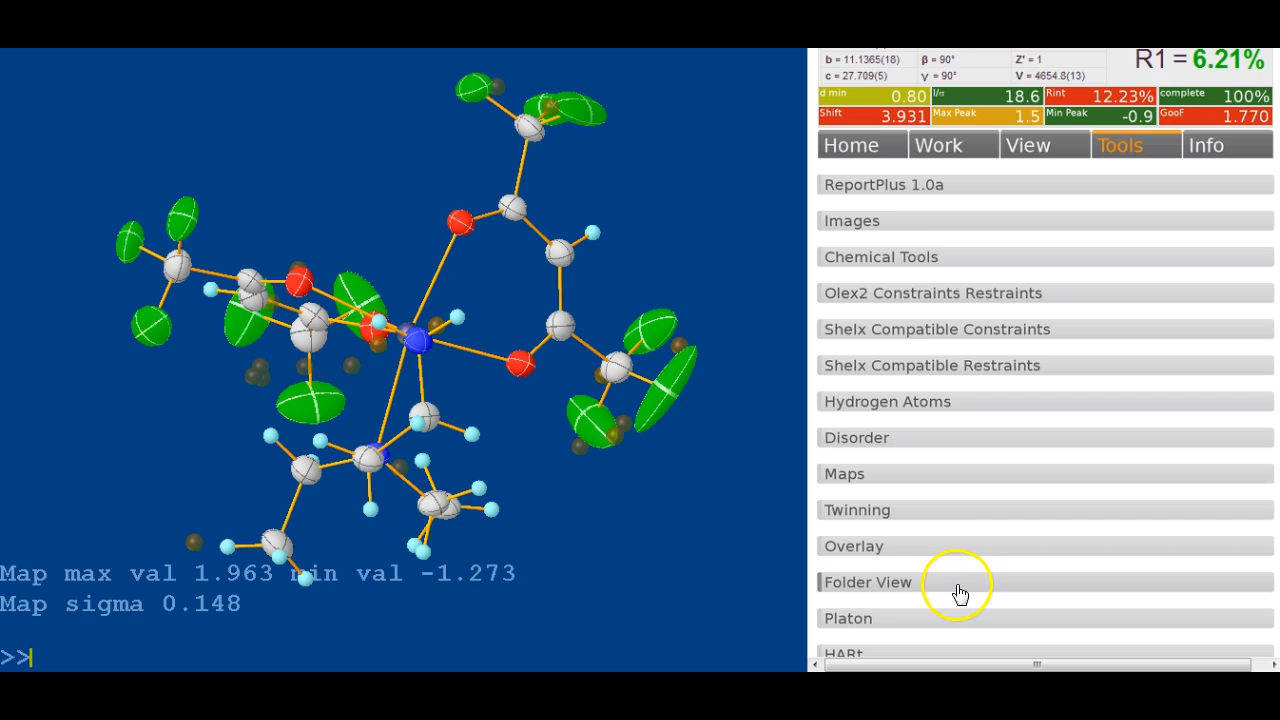 b = 11.1365(18) β = 90° Z' = 1
c = 27.709(5) γ = 90° V = 4654.8(13)
R1 = 6.21%
d min 0.80 I/σ 18.6 Rint 12.23% complete 100%
Shift 3.931 Max Peak 1.5 Min Peak -0.9 GooF 1.770
Home Work View Tools Info
ReportPlus 1.0a
Images
Chemical Tools
Olex2 Constraints Restraints
Shelx Compatible Constraints
Shelx Compatible Restraints
Hydrogen Atoms
Disorder
Maps
Twinning
Overlay
Folder View
Platon
HARt
Map max val 1.963 min val -1.273
Map sigma 0.148
>>